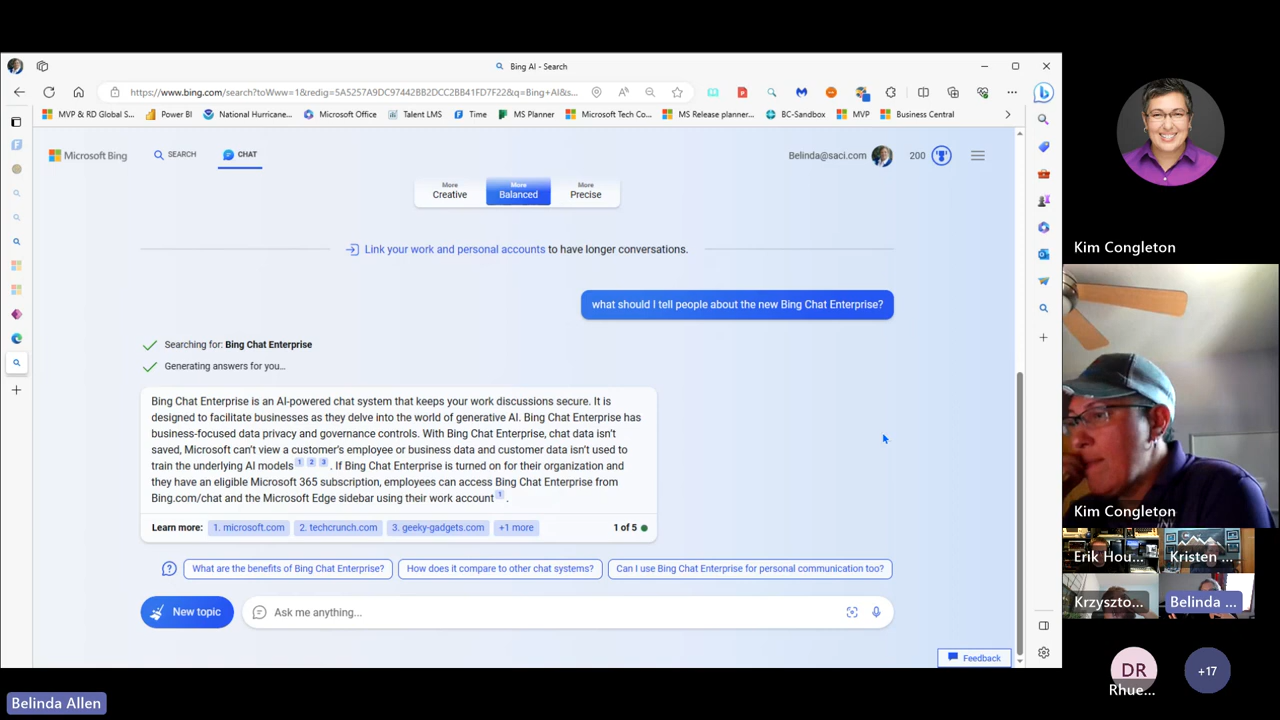 Bing AI - Search
https://www.bing.com/search?toWww=1&redig=5A5257A9DC97442BB2DCC2BB41FD7F22&q=Bing+AI&s...
MVP & RD Global S...
Power BI
National Hurricane...
Microsoft Office
Talent LMS
Time
MS Planner
Microsoft Tech Co...
MS Release planner...
BC-Sandbox
MVP
Business Central
Microsoft Bing
SEARCH
CHAT
Belinda@saci.com
200
More
Creative
More
Balanced
More
Precise
Link your work and personal accounts to have longer conversations.
what should I tell people about the new Bing Chat Enterprise?
Searching for: Bing Chat Enterprise
Generating answers for you...
Bing Chat Enterprise is an AI-powered chat system that keeps your work discussions secure. It is
designed to facilitate businesses as they delve into the world of generative AI. Bing Chat Enterprise has
business-focused data privacy and governance controls. With Bing Chat Enterprise, chat data isn't
saved, Microsoft can't view a customer's employee or business data and customer data isn't used to
train the underlying AI models 1 2 3 . If Bing Chat Enterprise is turned on for their organization and
they have an eligible Microsoft 365 subscription, employees can access Bing Chat Enterprise from
Bing.com/chat and the Microsoft Edge sidebar using their work account 1 .
Learn more: 1. microsoft.com 2. techcrunch.com 3. geeky-gadgets.com +1 more 1 of 5
What are the benefits of Bing Chat Enterprise?
How does it compare to other chat systems?
Can I use Bing Chat Enterprise for personal communication too?
New topic
Ask me anything...
Feedback
Belinda Allen
Kim Congleton
Kim Congleton
Erik Hou...
Kristen
Krzyszto...
Belinda ...
DR
Rhue...
+17